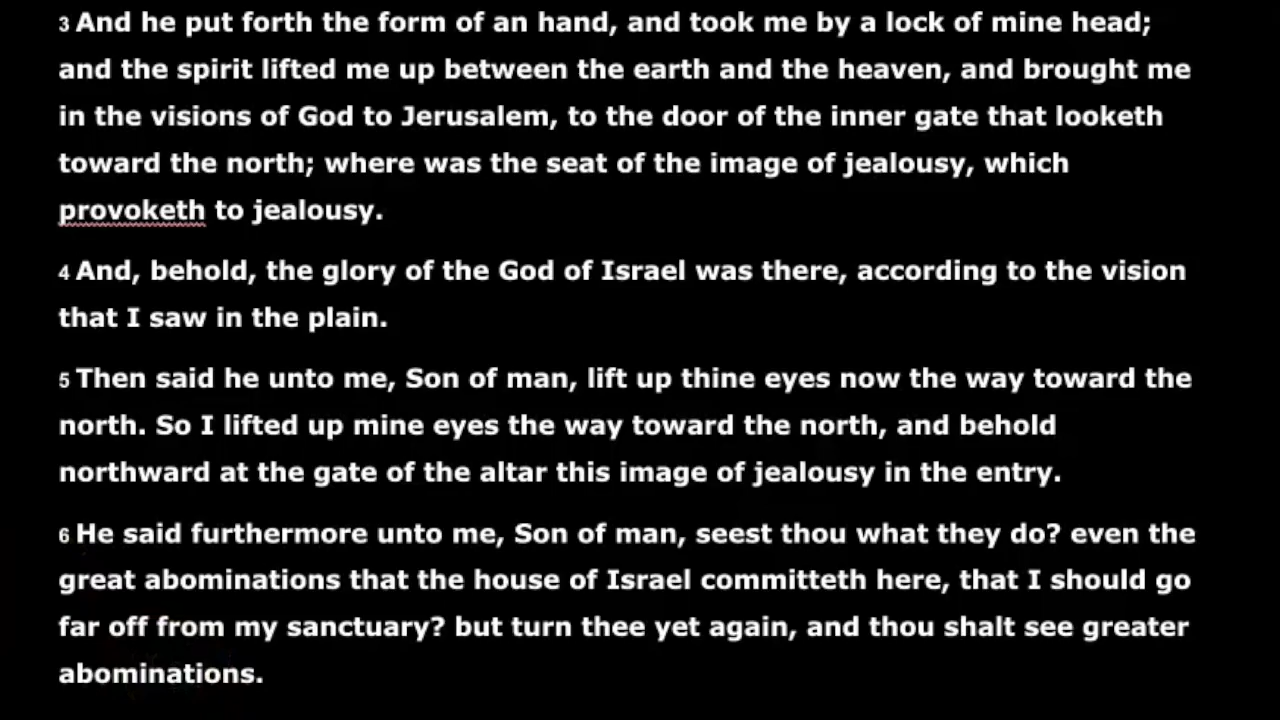 3 And he put forth the form of an hand, and took me by a lock of mine head;
and the spirit lifted me up between the earth and the heaven, and brought me
in the visions of God to Jerusalem, to the door of the inner gate that looketh
toward the north; where was the seat of the image of jealousy, which
provoketh to jealousy.
4 And, behold, the glory of the God of Israel was there, according to the vision
that I saw in the plain.
5 Then said he unto me, Son of man, lift up thine eyes now the way toward the
north. So I lifted up mine eyes the way toward the north, and behold
northward at the gate of the altar this image of jealousy in the entry.
6 He said furthermore unto me, Son of man, seest thou what they do? even the
great abominations that the house of Israel committeth here, that I should go
far off from my sanctuary? but turn thee yet again, and thou shalt see greater
abominations.